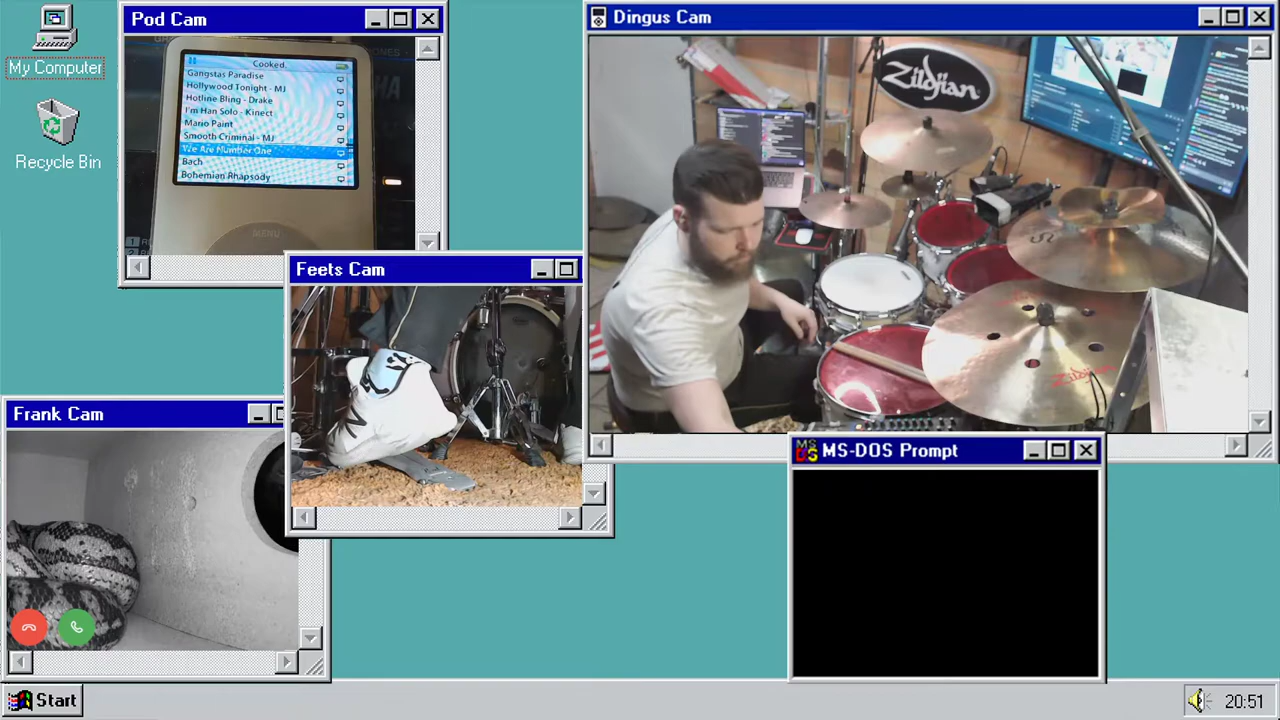 My Computer
Recycle Bin
Pod Cam
Cooked.
Gangstas Paradise
Hollywood Tonight - MJ
Hotline Bling - Drake
I'm Han Solo - Kinect
Mario Paint
Smooth Criminal - MJ
We Are Number One
Bach
Bohemian Rhapsody
MENU
Dingus Cam
Zildjian
Zildjian
Feets Cam
Frank Cam
MS-DOS Prompt
Start
20:51